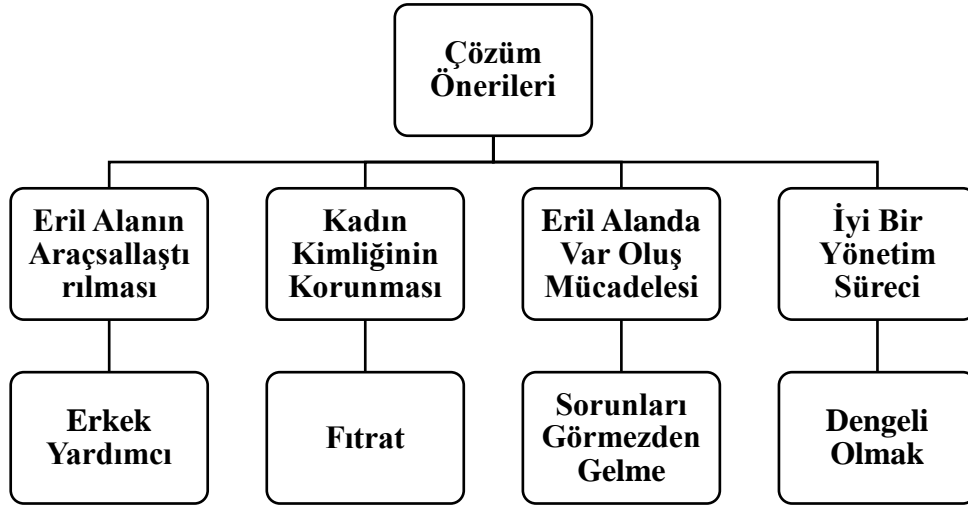 Çözüm
Önerileri
Eril Alanın
Araçsallaştı
rılması
Kadın
Kimliğinin
Korunması
Eril Alanda
Var Oluş
Mücadelesi
İyi Bir
Yönetim
Süreci
Erkek
Yardımcı
Fıtrat
Sorunları
Görmezden
Gelme
Dengeli
Olmak